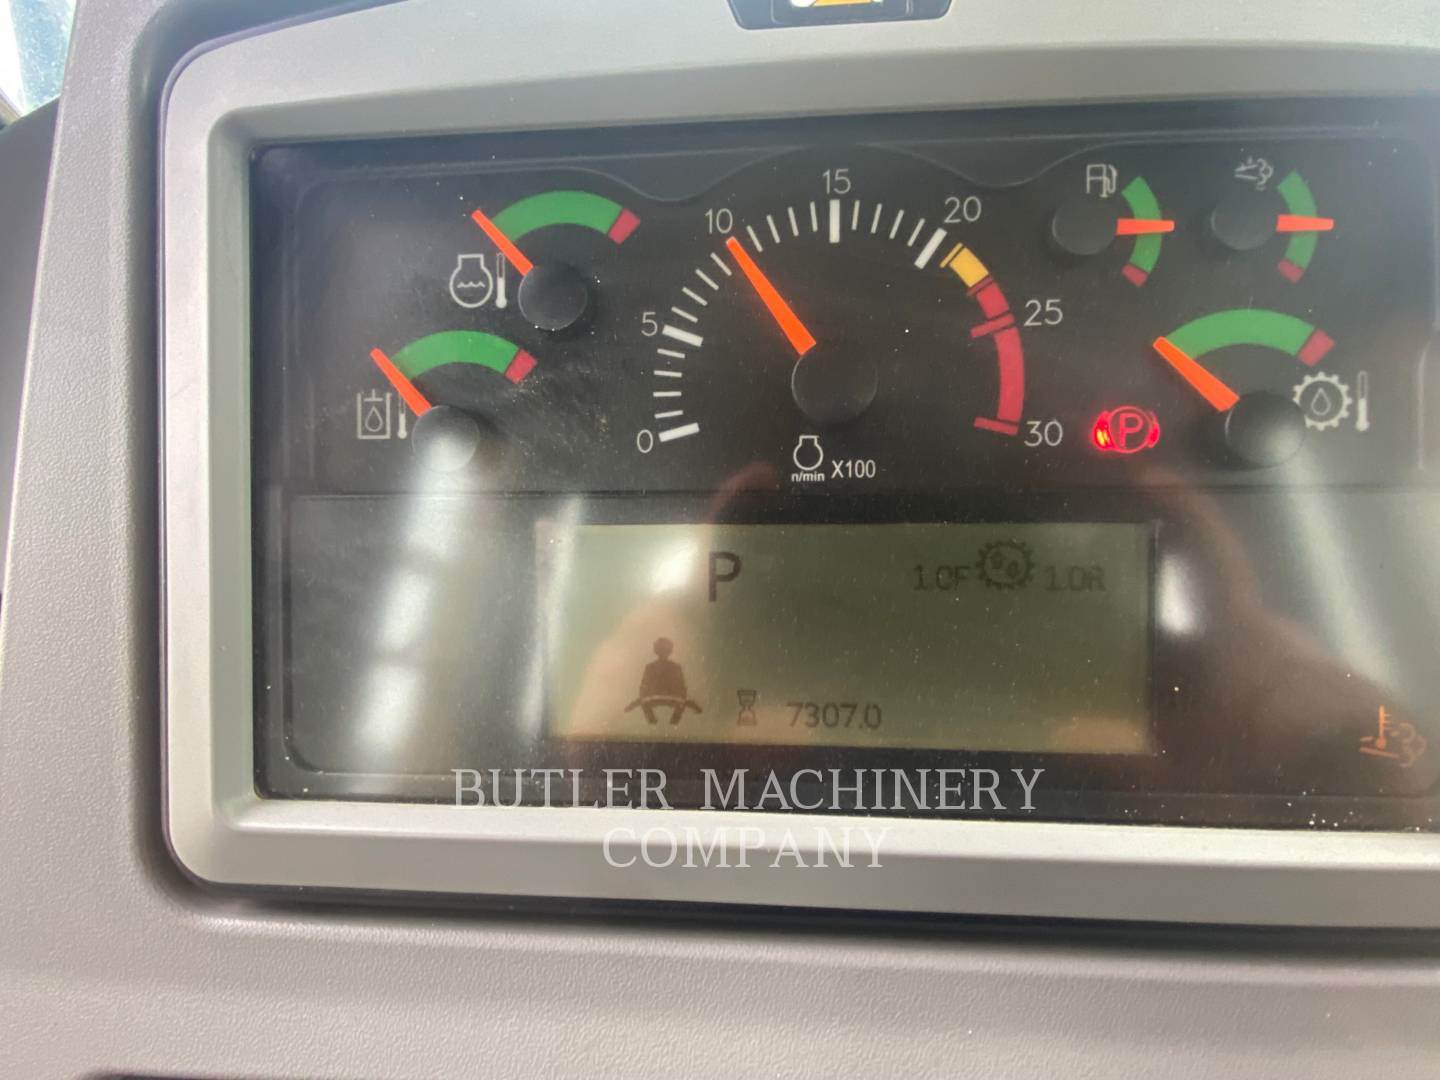 15
10
20
5
25
0
30
P
n/min X100
P
1.0F 1.0R
7307.0
BUTLER MACHINERY
COMPANY